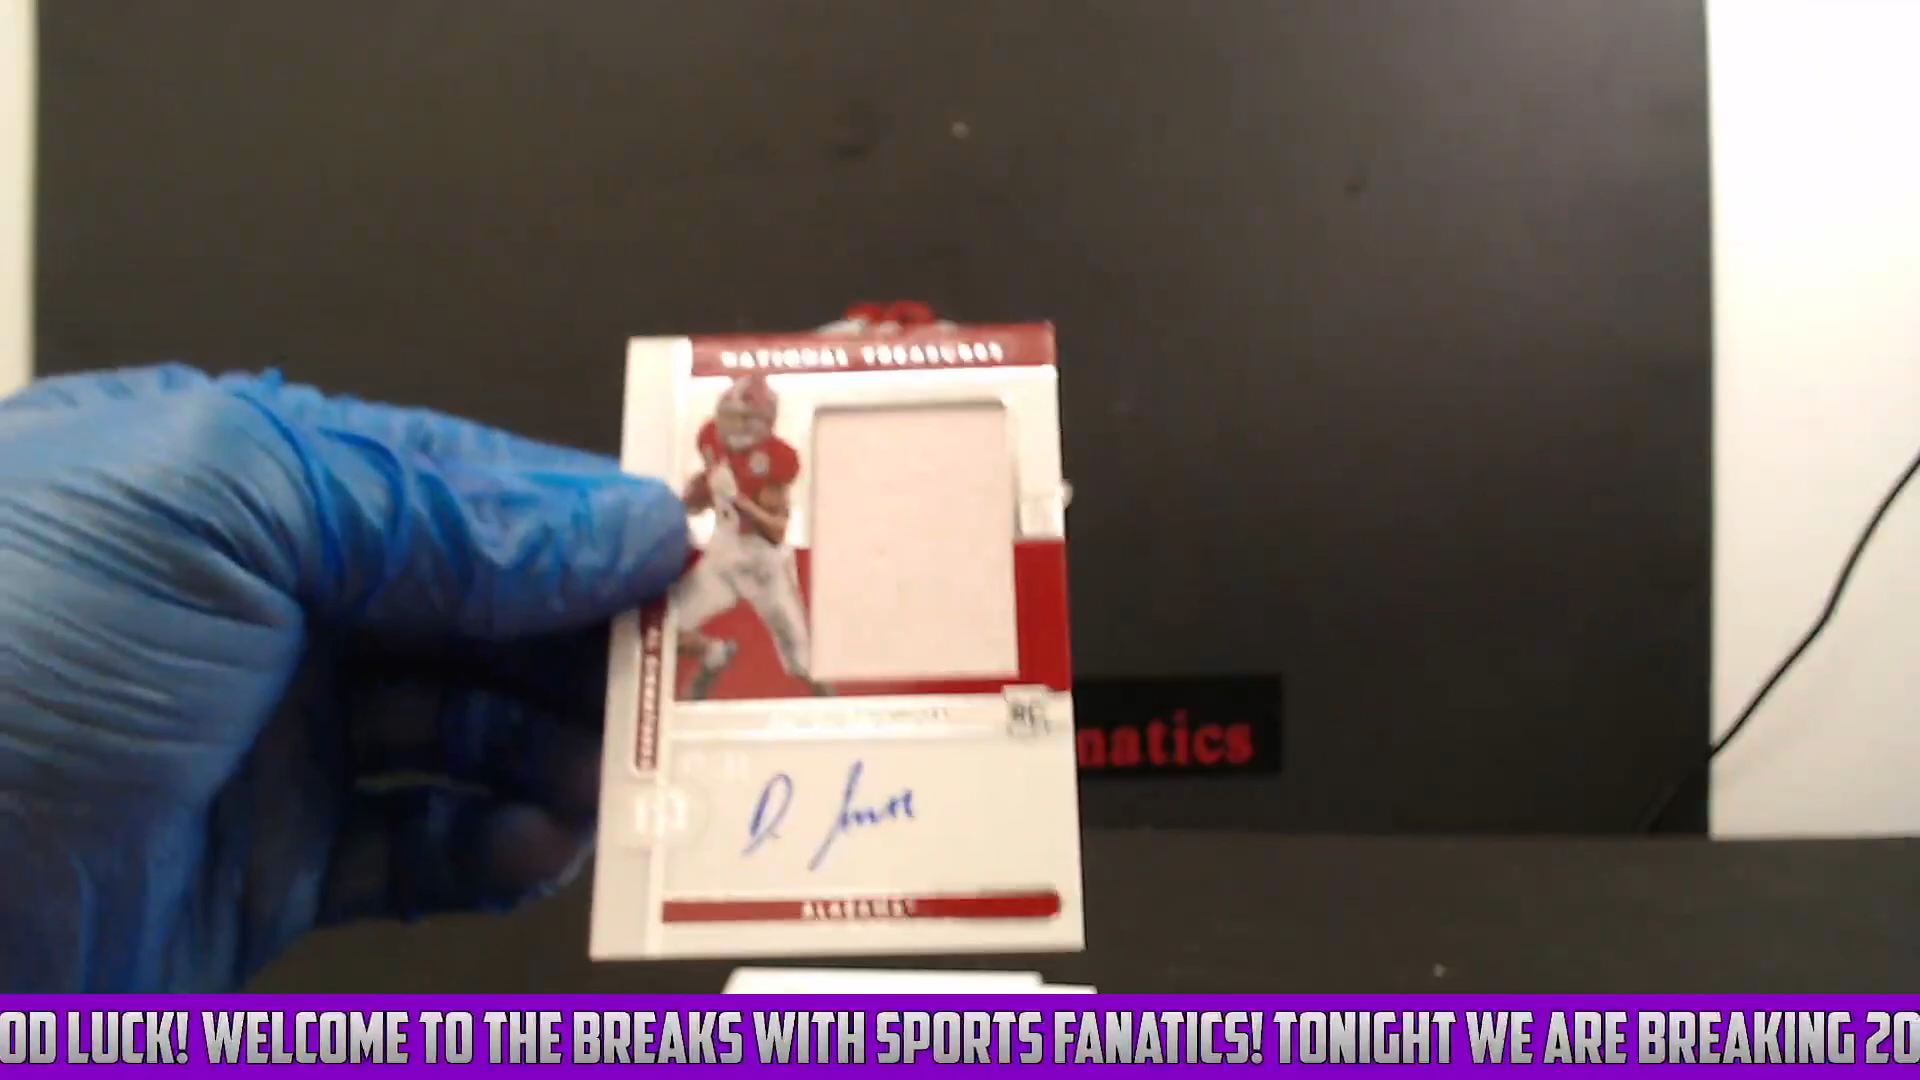 NATIONAL TREASURES
RC
D. Smith
ALABAMA
natics
OD LUCK! WELCOME TO THE BREAKS WITH SPORTS FANATICS! TONIGHT WE ARE BREAKING 20